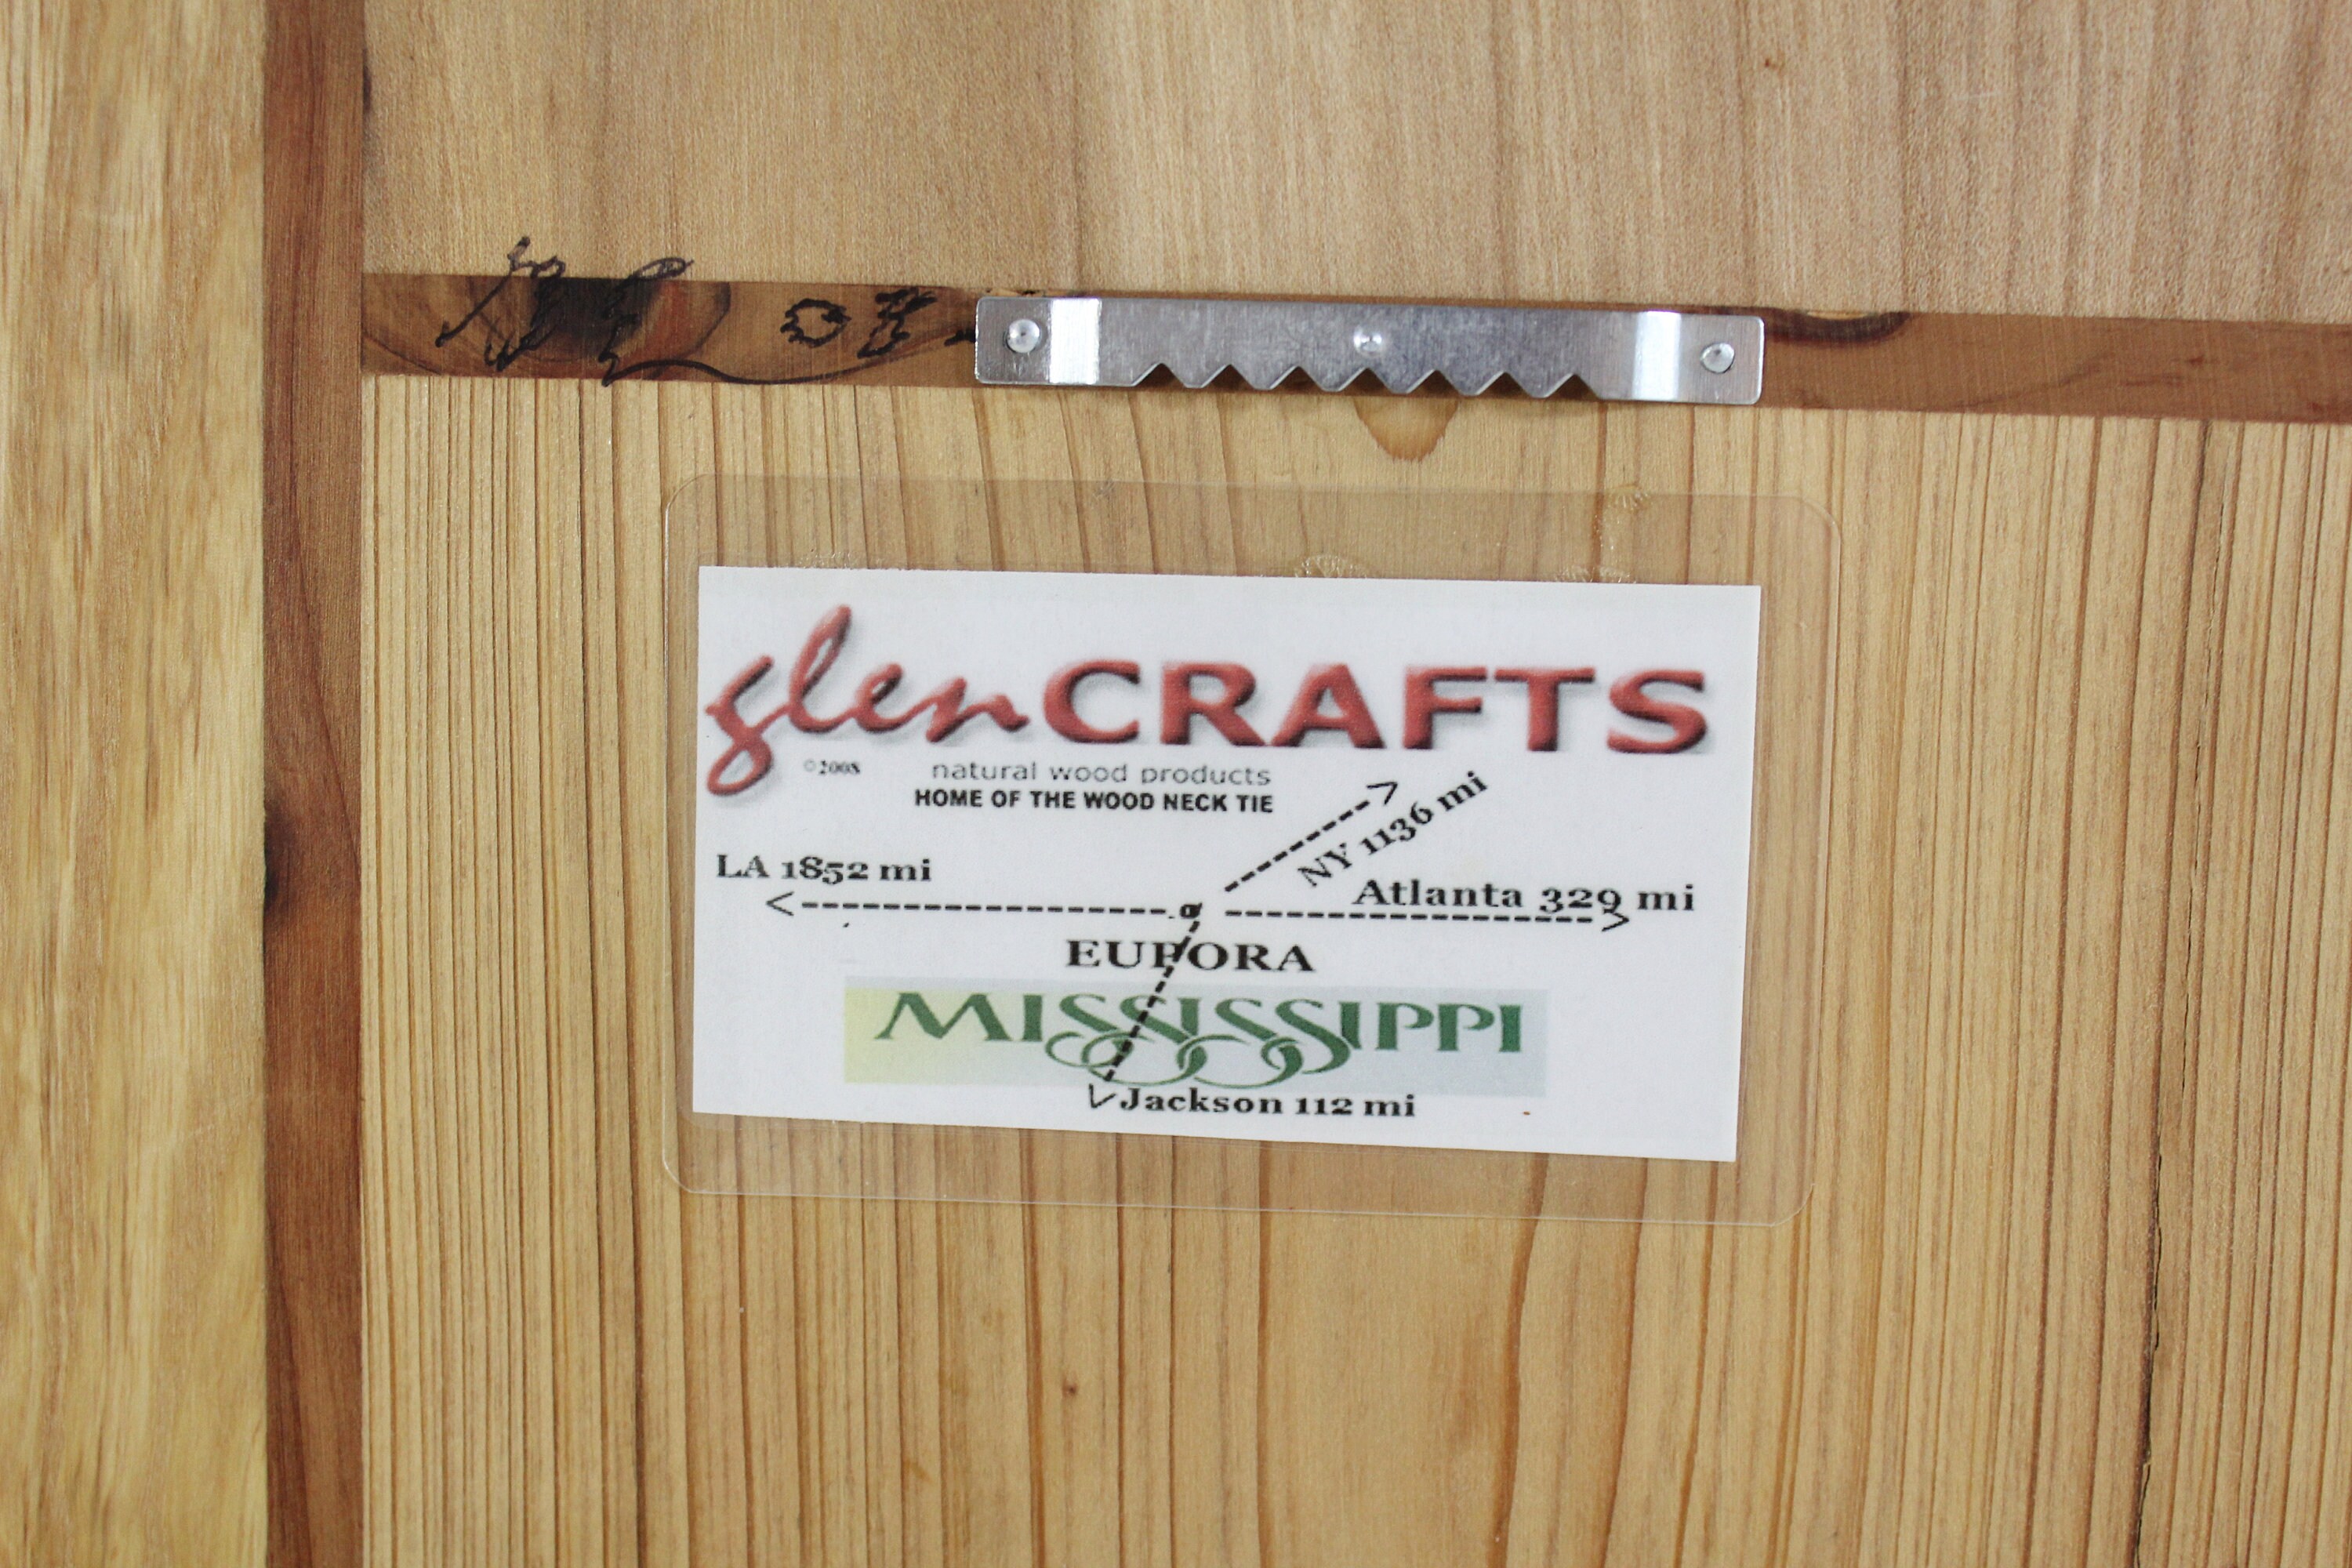 08
glenCRAFTS
©2008
natural wood products
HOME OF THE WOOD NECK TIE
NY 1136 mi
LA 1852 mi
Atlanta 329 mi
EUPORA
MISSISSIPPI
Jackson 112 mi